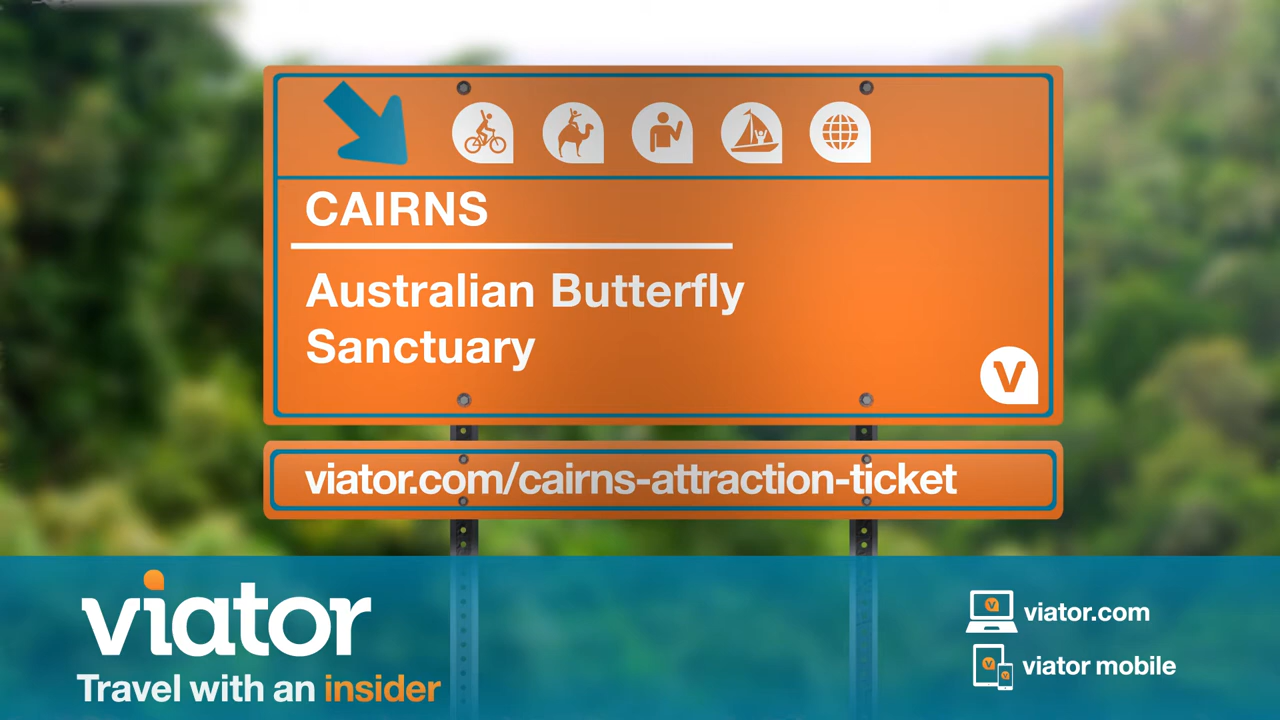 CAIRNS
Australian Butterfly
Sanctuary
V
viator.com/cairns-attraction-ticket
viator
Travel with an insider
viator.com
viator mobile